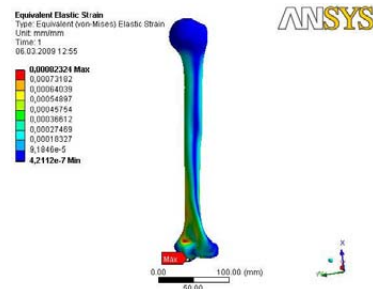 Equivalent Elastic Strain
Type: Equivalent (von-Mises) Elastic Strain
Unit: mm/mm
Time: 1
06.03.2009 12:55
0,00082324 Max
0,00073182
0,00064039
0,00054897
0,00045754
0,00036612
0,00027469
0,00018327
9,1846e-5
4,2112e-7 Min
ANSYS
Max
0.00
100.00 (mm)
50.00
X